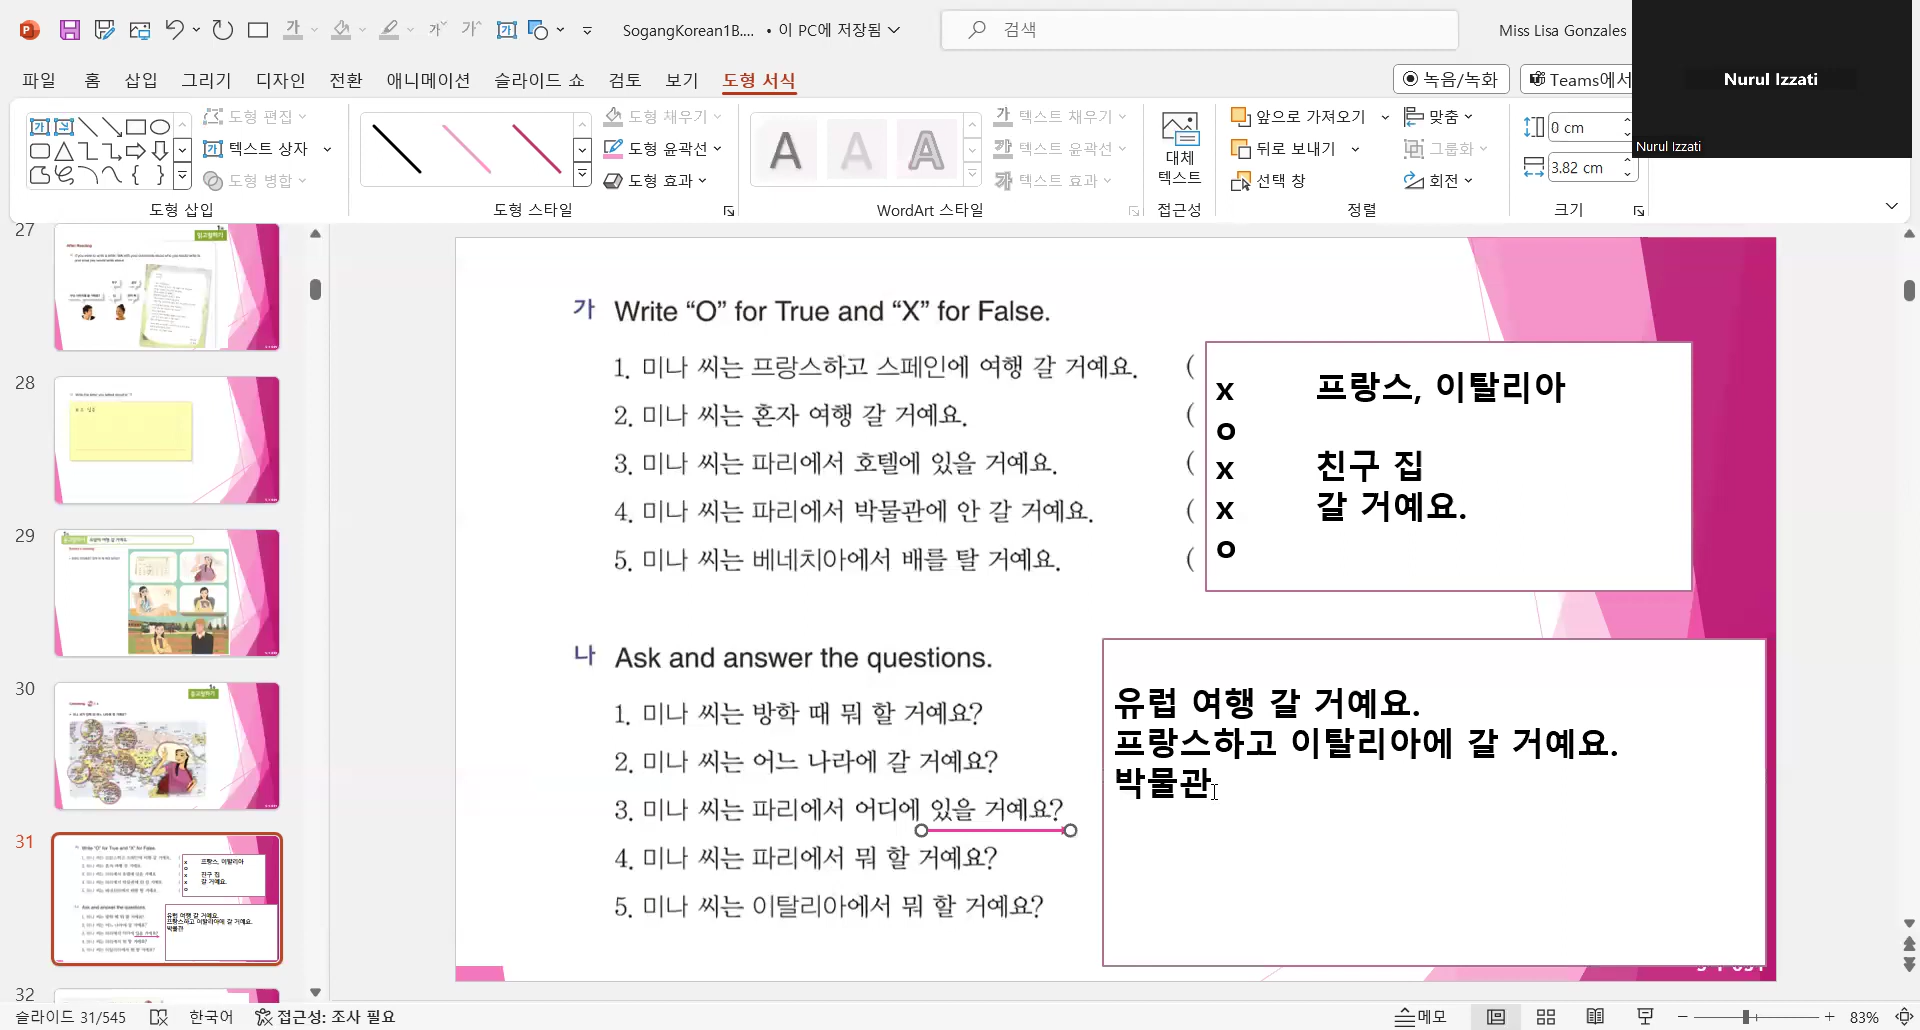 SogangKorean1B.... • 이 PC에 저장됨
검색
Miss Lisa Gonzales
Nurul Izzati
Nurul Izzati
파일 홈 삽입 그리기 디자인 전환 애니메이션 슬라이드 쇼 검토 보기 도형 서식
녹음/녹화
Teams에서
도형 편집
텍스트 상자
도형 병합
도형 삽입
도형 채우기
도형 윤곽선
도형 효과
도형 스타일
텍스트 채우기
텍스트 윤곽선
텍스트 효과
WordArt 스타일
대체
텍스트
접근성
앞으로 가져오기
뒤로 보내기
선택 창
맞춤
그룹화
회전
정렬
0 cm
3.82 cm
크기
27
28
29
30
31
32
가 Write “O” for True and “X” for False.
1. 미나 씨는 프랑스하고 스페인에 여행 갈 거예요. (
2. 미나 씨는 혼자 여행 갈 거예요. (
3. 미나 씨는 파리에서 호텔에 있을 거예요. (
4. 미나 씨는 파리에서 박물관에 안 갈 거예요. (
5. 미나 씨는 베네치아에서 배를 탈 거예요. (
x 프랑스, 이탈리아
o
x 친구 집
x 갈 거예요.
o
나 Ask and answer the questions.
1. 미나 씨는 방학 때 뭐 할 거예요?
2. 미나 씨는 어느 나라에 갈 거예요?
3. 미나 씨는 파리에서 어디에 있을 거예요?
4. 미나 씨는 파리에서 뭐 할 거예요?
5. 미나 씨는 이탈리아에서 뭐 할 거예요?
유럽 여행 갈 거예요.
프랑스하고 이탈리아에 갈 거예요.
박물관
슬라이드 31/545
한국어
접근성: 조사 필요
메모
83%